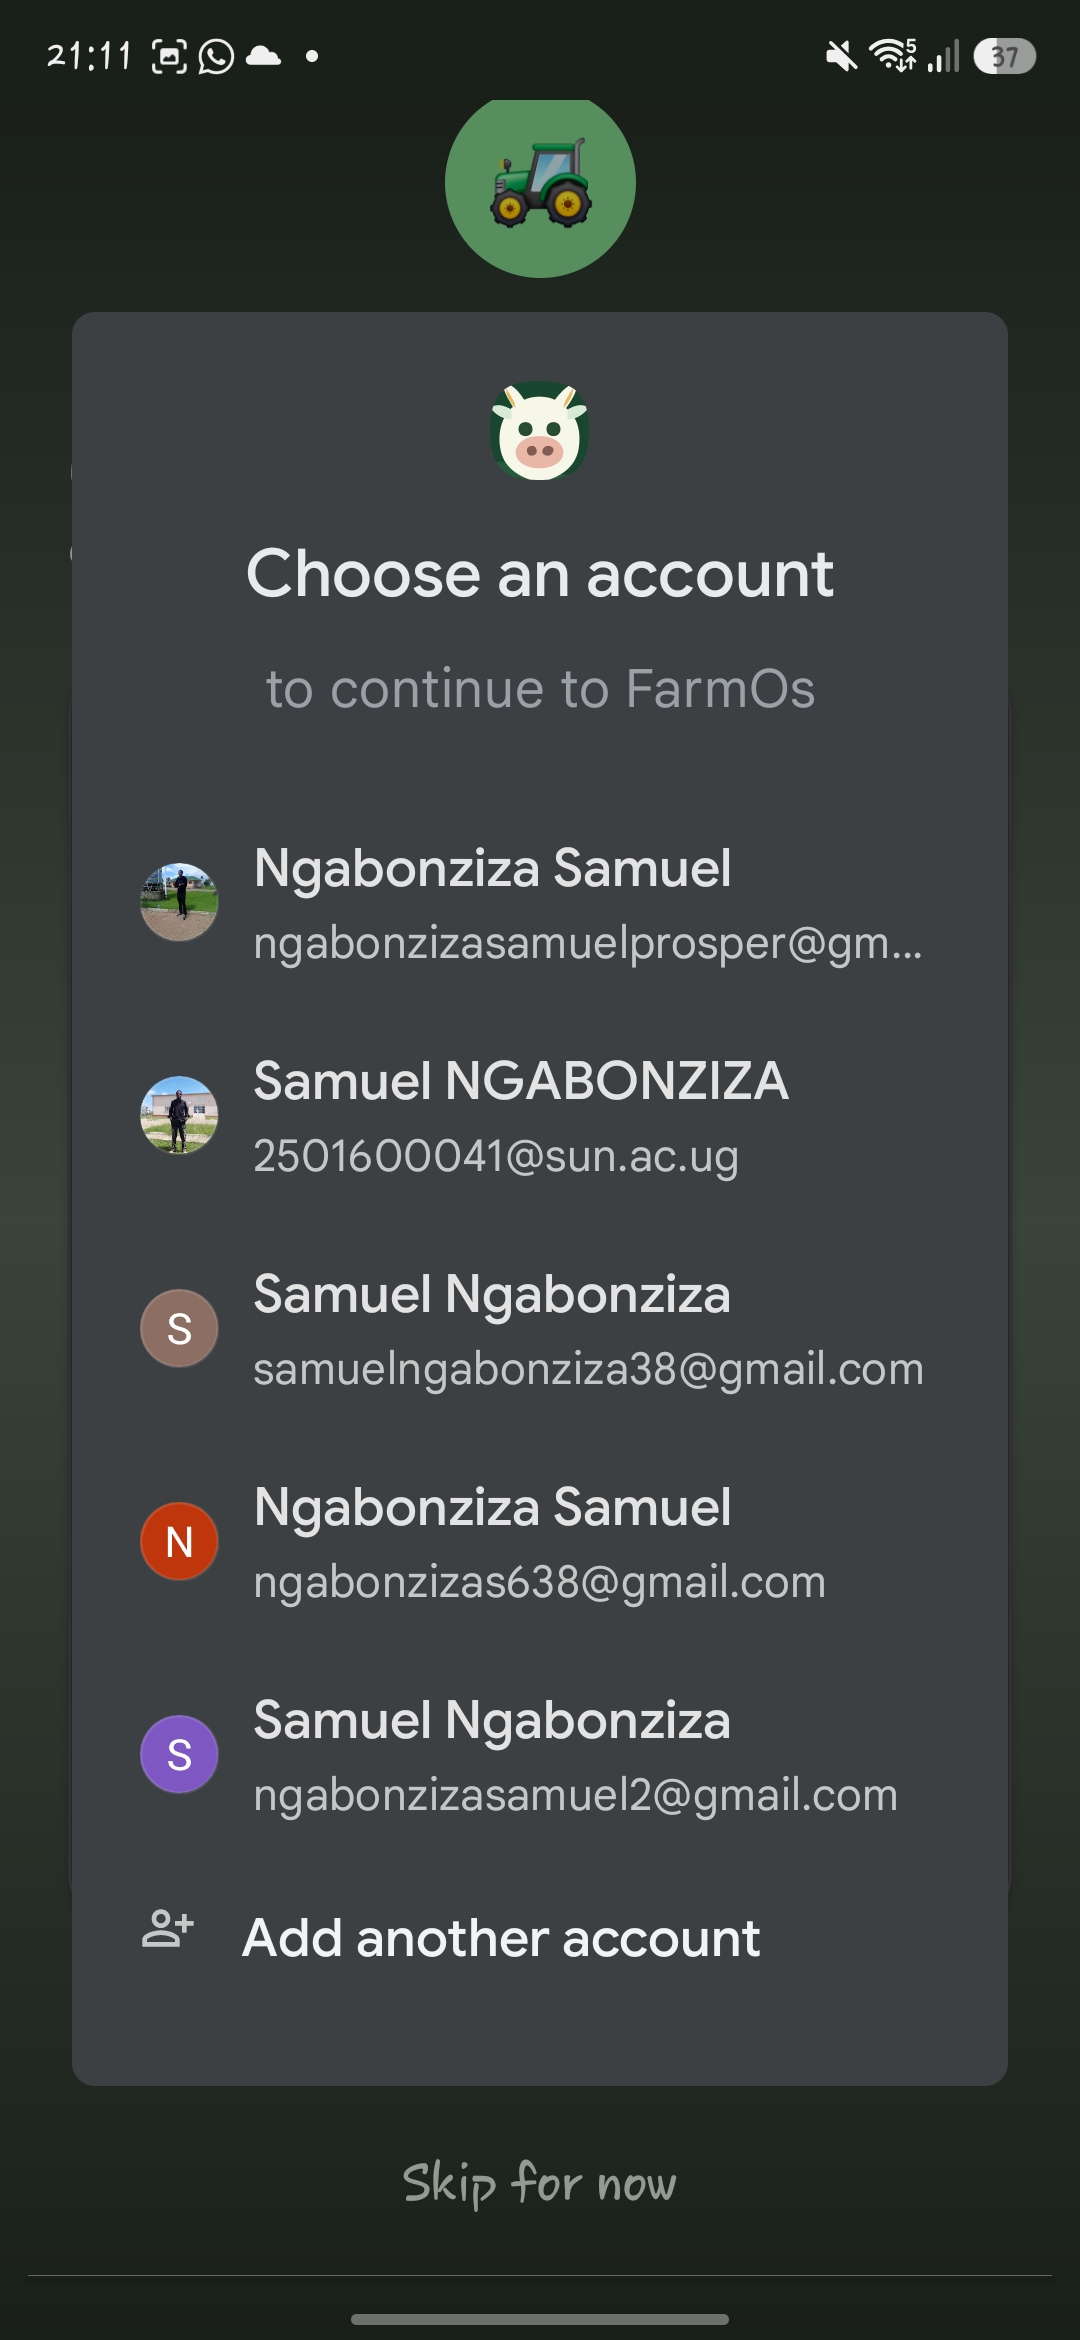 21:11
5
37
Choose an account
to continue to FarmOs
Ngabonziza Samuel
ngabonzizasamuelprosper@gm...
Samuel NGABONZIZA
2501600041@sun.ac.ug
S
Samuel Ngabonziza
samuelngabonziza38@gmail.com
N
Ngabonziza Samuel
ngabonzizas638@gmail.com
S
Samuel Ngabonziza
ngabonzizasamuel2@gmail.com
Add another account
Skip for now